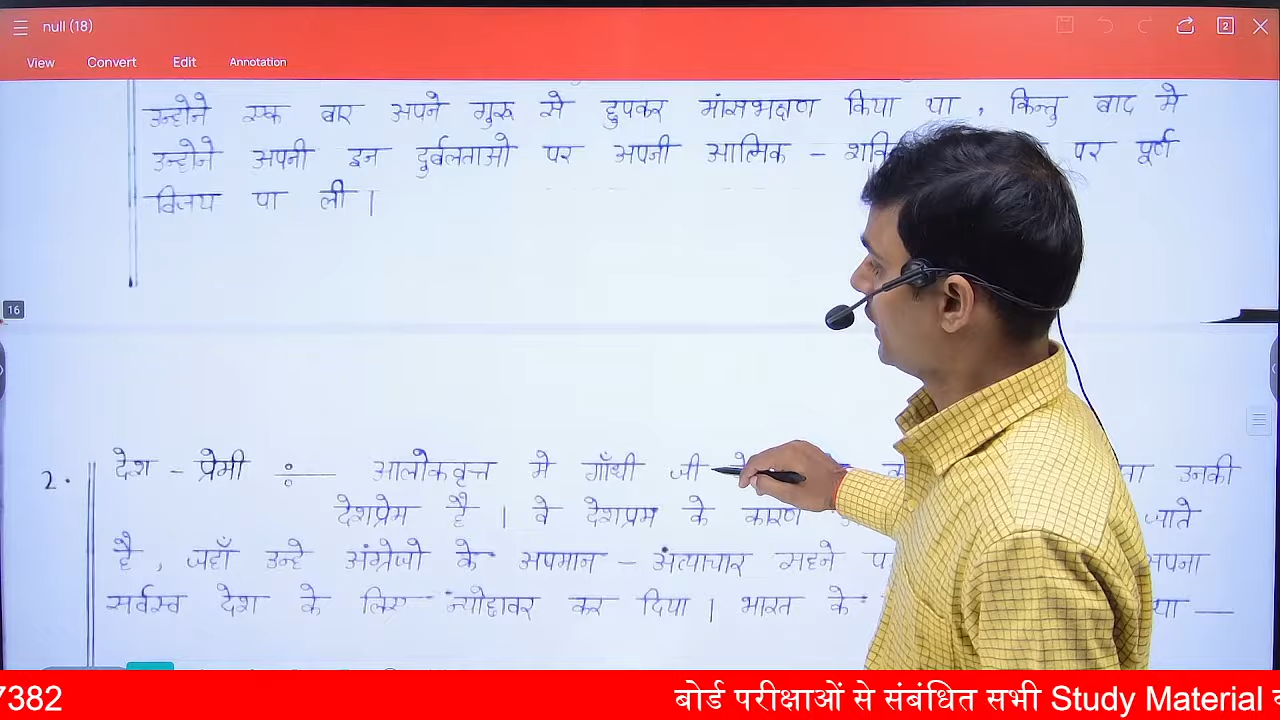 null (18)
2
View Convert Edit Annotation
उन्होने एक बार अपने गुरू से छुपकर मांसभक्षण किया था, किन्तु बाद मे
उन्होने अपनी इन दुर्बलताओ पर अपनी आत्मिक - पर पूर्ण
विजय पा ली।
16
2. देश - प्रेमी ÷ आलोकवृत्त मे गाँधी जी उनकी
देशप्रेम है। वे देशप्रम के कारण जाते
है, जहाँ उन्हे अंग्रेजो के अपमान - अत्याचार सहने अपना
सर्वस्व देश के लिए न्योछावर कर दिया। भारत के
7382 बोर्ड परीक्षाओं से संबंधित सभी Study Material